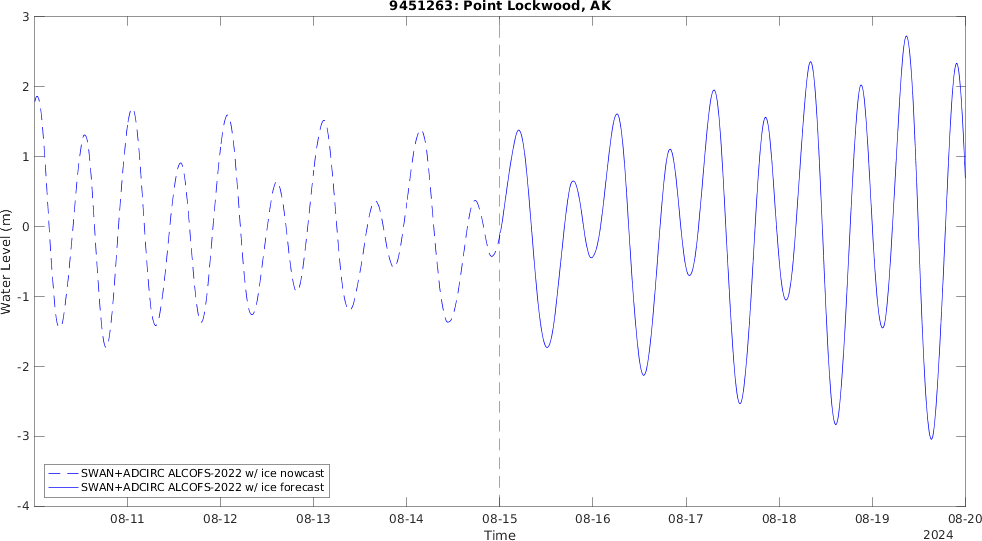 9451263: Point Lockwood, AK
3
2
1
0
-1
-2
-3
-4
Water Level (m)
SWAN+ADCIRC ALCOFS-2022 w/ ice nowcast
SWAN+ADCIRC ALCOFS-2022 w/ ice forecast
08-11 08-12 08-13 08-14 08-15 08-16 08-17 08-18 08-19 08-20
Time
2024